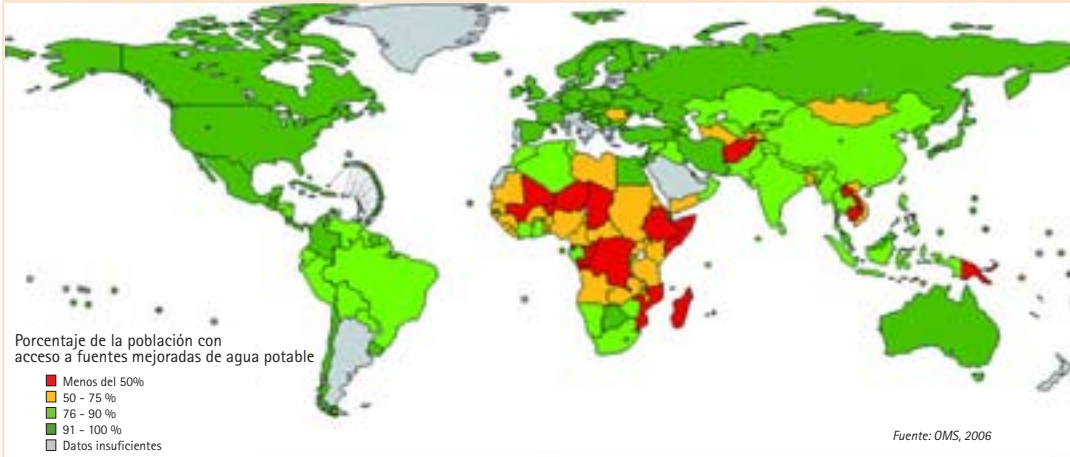 Porcentaje de la población con
acceso a fuentes mejoradas de agua potable
Menos del 50%
50 - 75 %
76 - 90 %
91 - 100 %
Datos insuficientes
Fuente: OMS, 2006